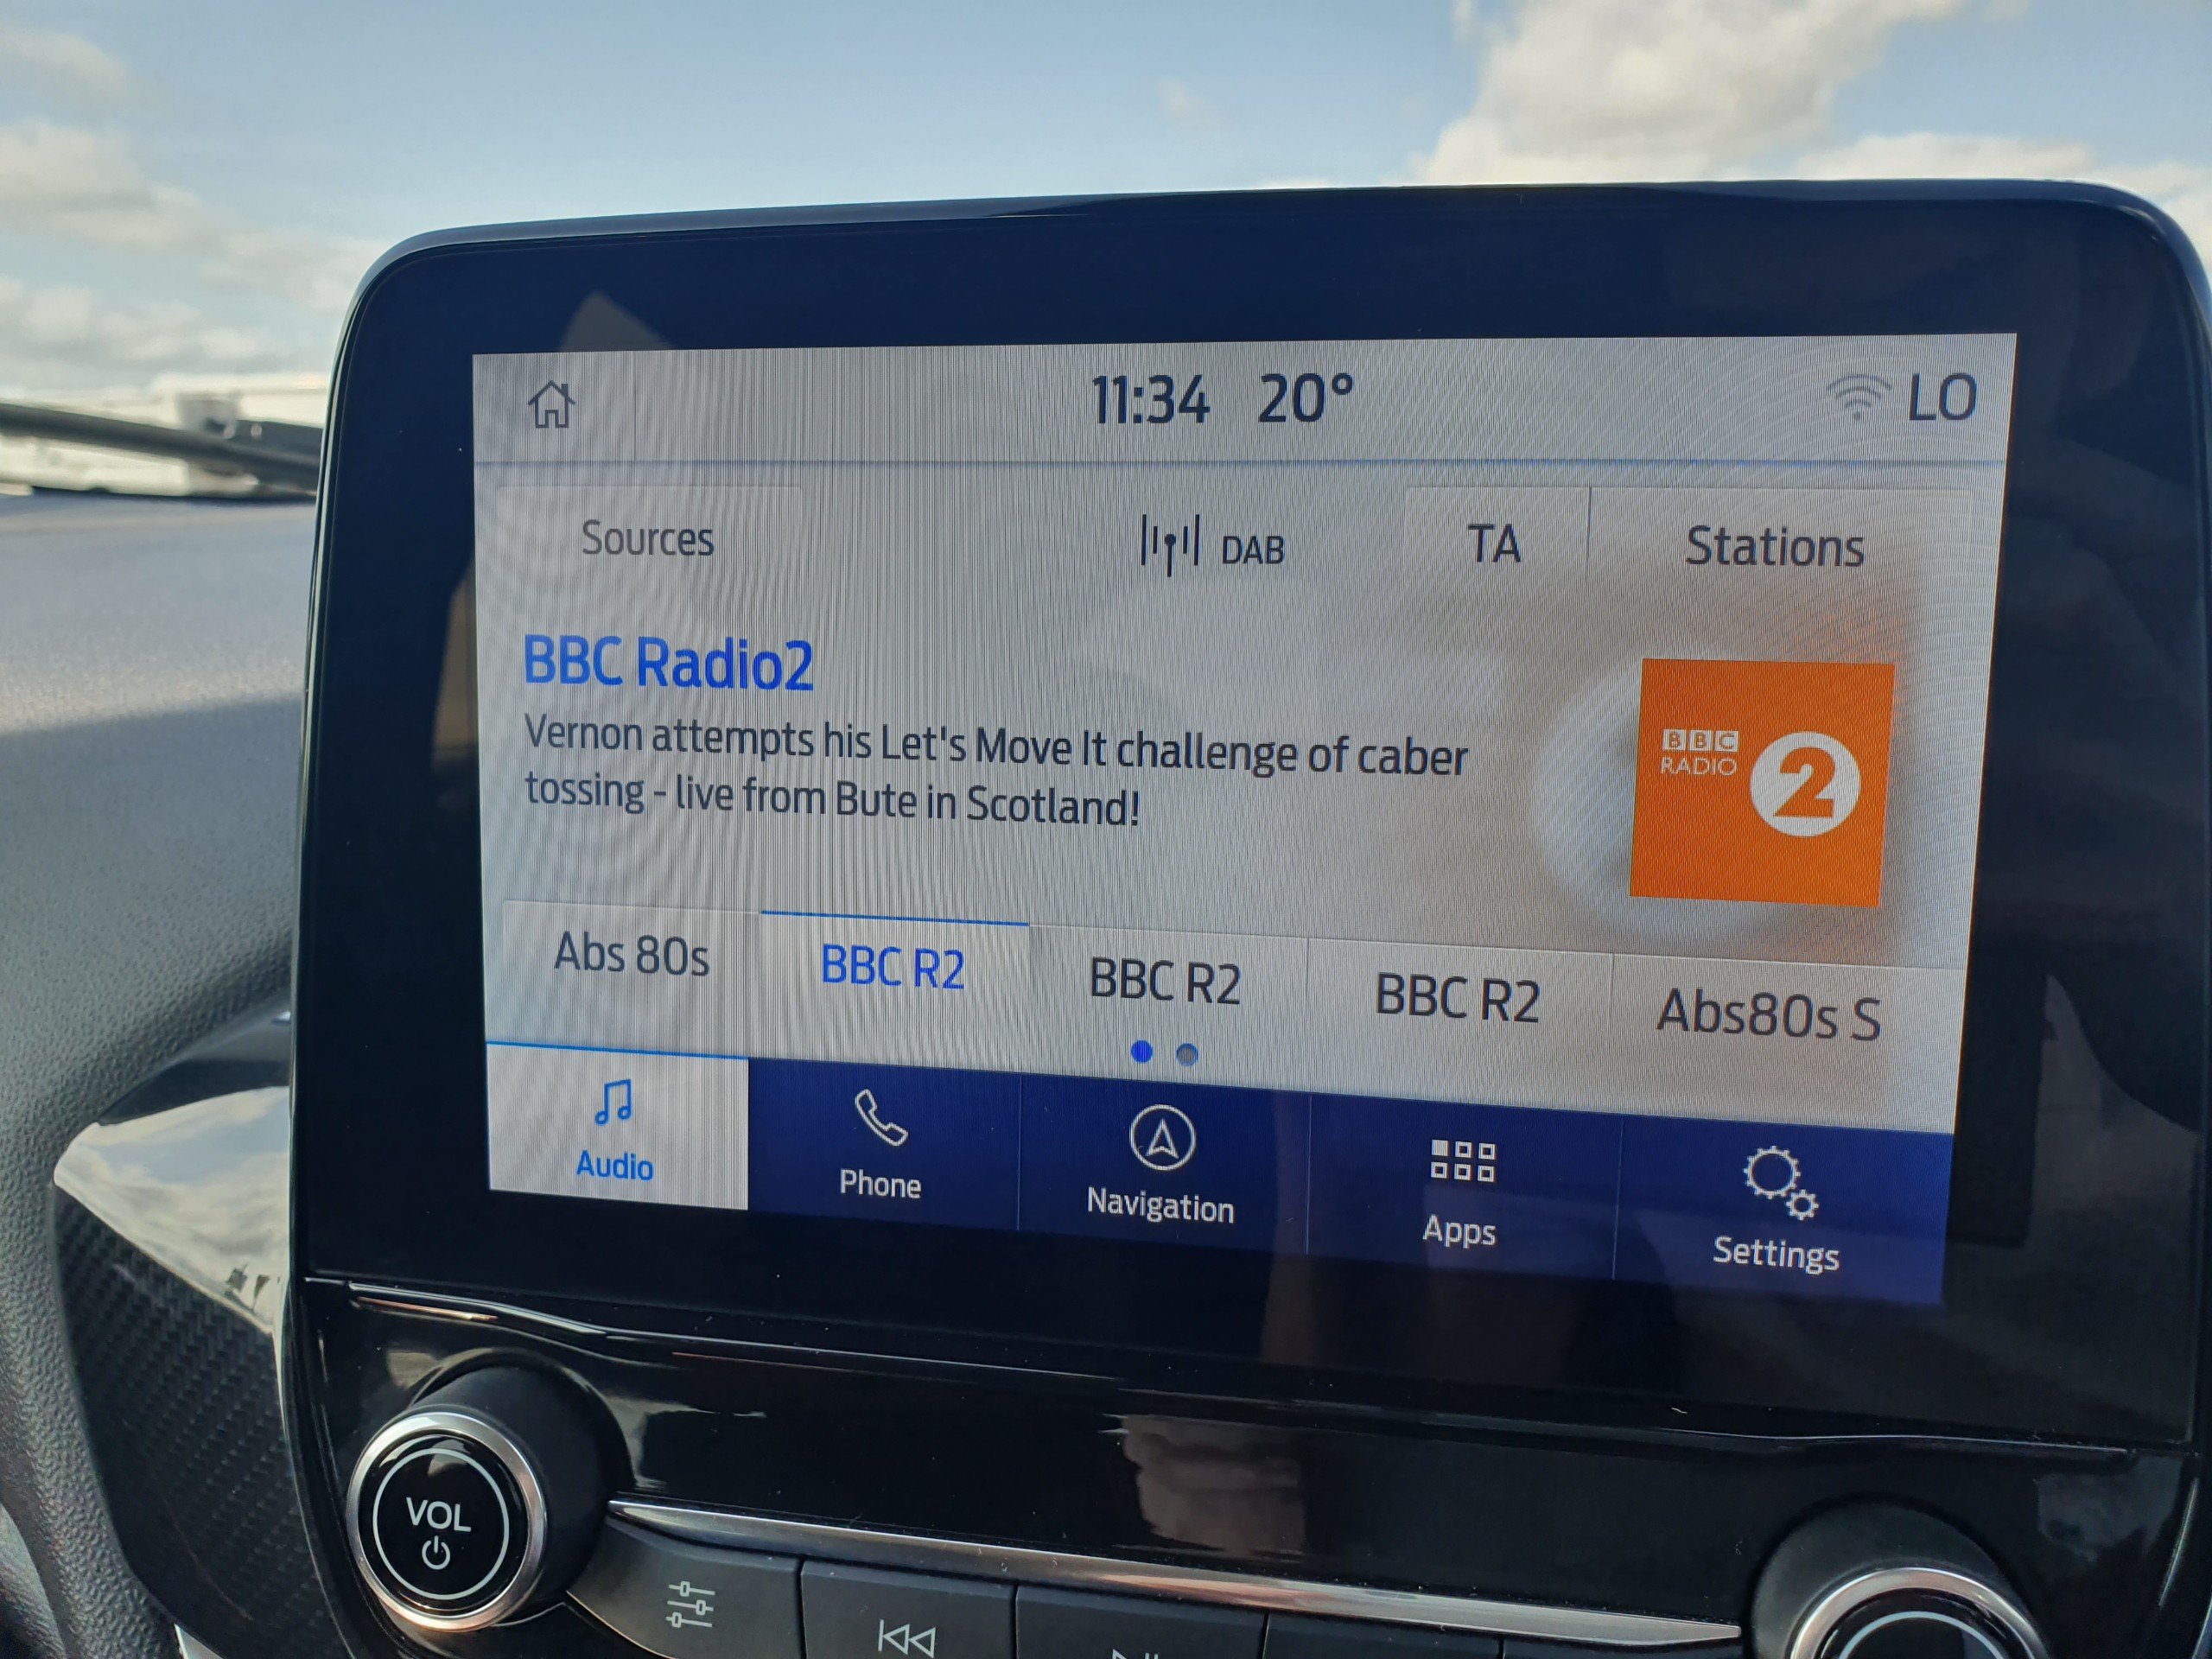 11:34 20° LO
Sources DAB TA Stations
BBC Radio2
Vernon attempts his Let's Move It challenge of caber
tossing - live from Bute in Scotland!
BBC
RADIO
2
Abs 80s BBC R2 BBC R2 BBC R2 Abs80s S
Audio Phone Navigation Apps Settings
VOL